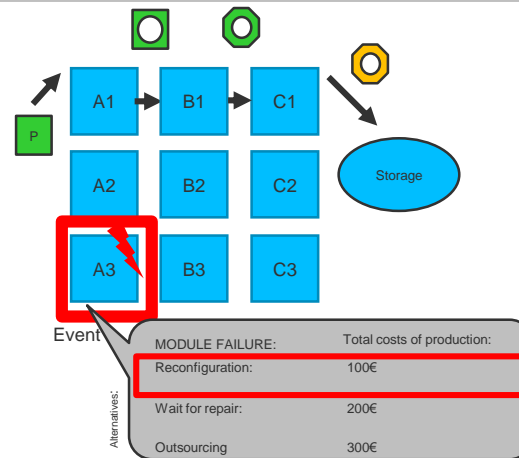 P
A1
B1
C1
A2
B2
C2
Storage
A3
B3
C3
Event
MODULE FAILURE: Total costs of production:
Alternatives:
Reconfiguration: 100€
Wait for repair: 200€
Outsourcing 300€